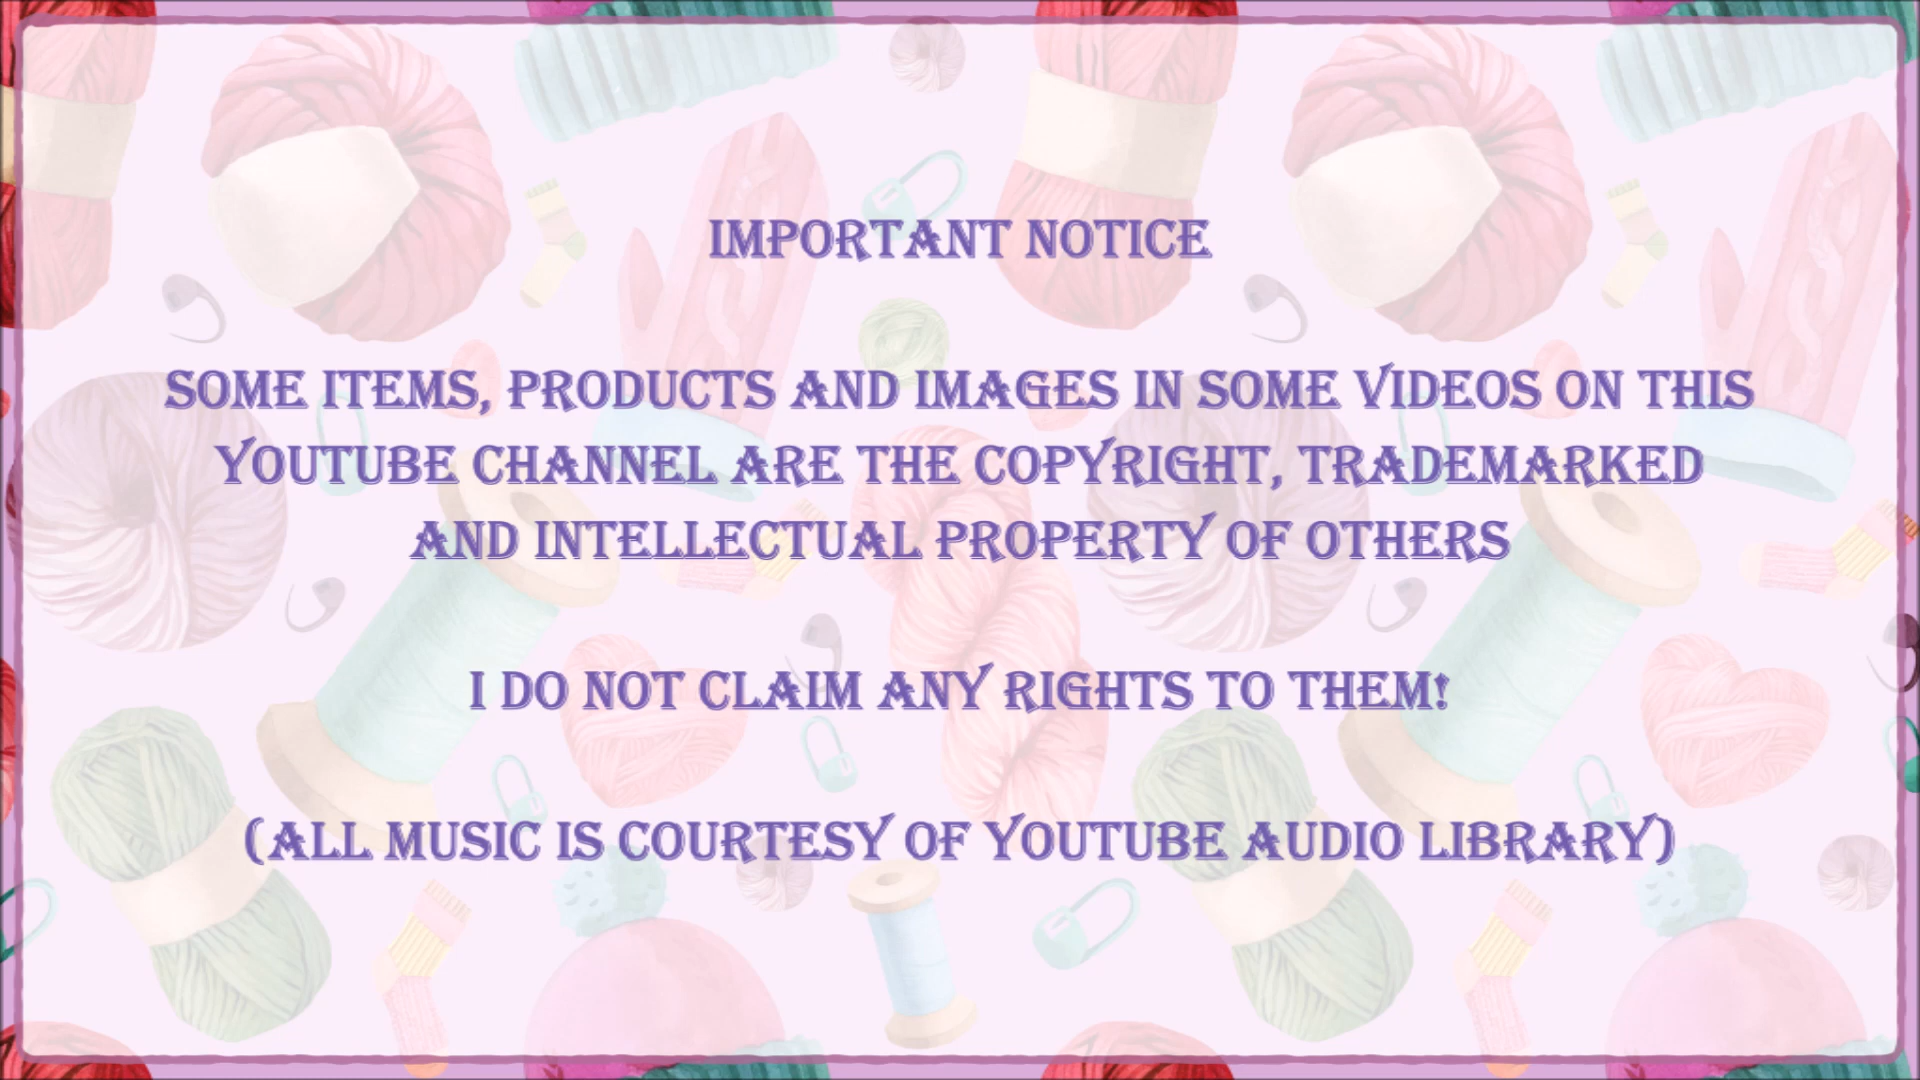 IMPORTANT NOTICE
SOME ITEMS, PRODUCTS AND IMAGES IN SOME VIDEOS ON THIS
YOUTUBE CHANNEL ARE THE COPYRIGHT, TRADEMARKED
AND INTELLECTUAL PROPERTY OF OTHERS
I DO NOT CLAIM ANY RIGHTS TO THEM!
(ALL MUSIC IS COURTESY OF YOUTUBE AUDIO LIBRARY)